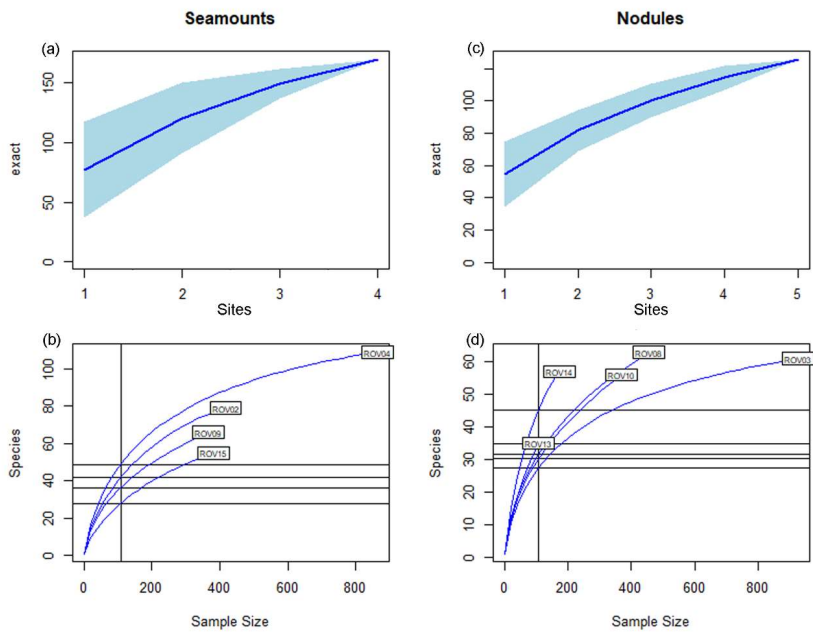 Seamounts
Nodules
(a)
exact
0 50 100 150
1 2 3 4
Sites
(c)
exact
0 20 40 60 80 100
1 2 3 4 5
Sites
(b)
Species
0 20 40 60 80 100
ROV04
ROV02
ROV09
ROV15
0 200 400 600 800
Sample Size
(d)
Species
0 10 20 30 40 50 60
ROV14
ROV08
ROV10
ROV03
ROV13
0 200 400 600 800
Sample Size